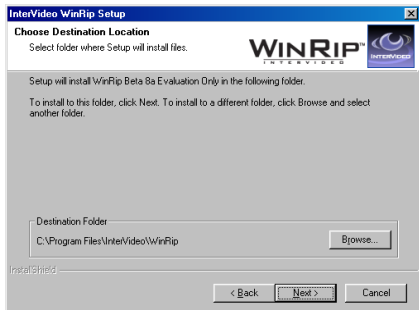 InterVideo WinRip Setup
Choose Destination Location
Select folder where Setup will install files.
WINRIP™
INTERVIDEO
INTERVIDEO
Setup will install WinRip Beta 8a Evaluation Only in the following folder.
To install to this folder, click Next. To install to a different folder, click Browse and select
another folder.
Destination Folder
C:\Program Files\InterVideo\WinRip
Browse...
InstallShield
< Back
Next >
Cancel